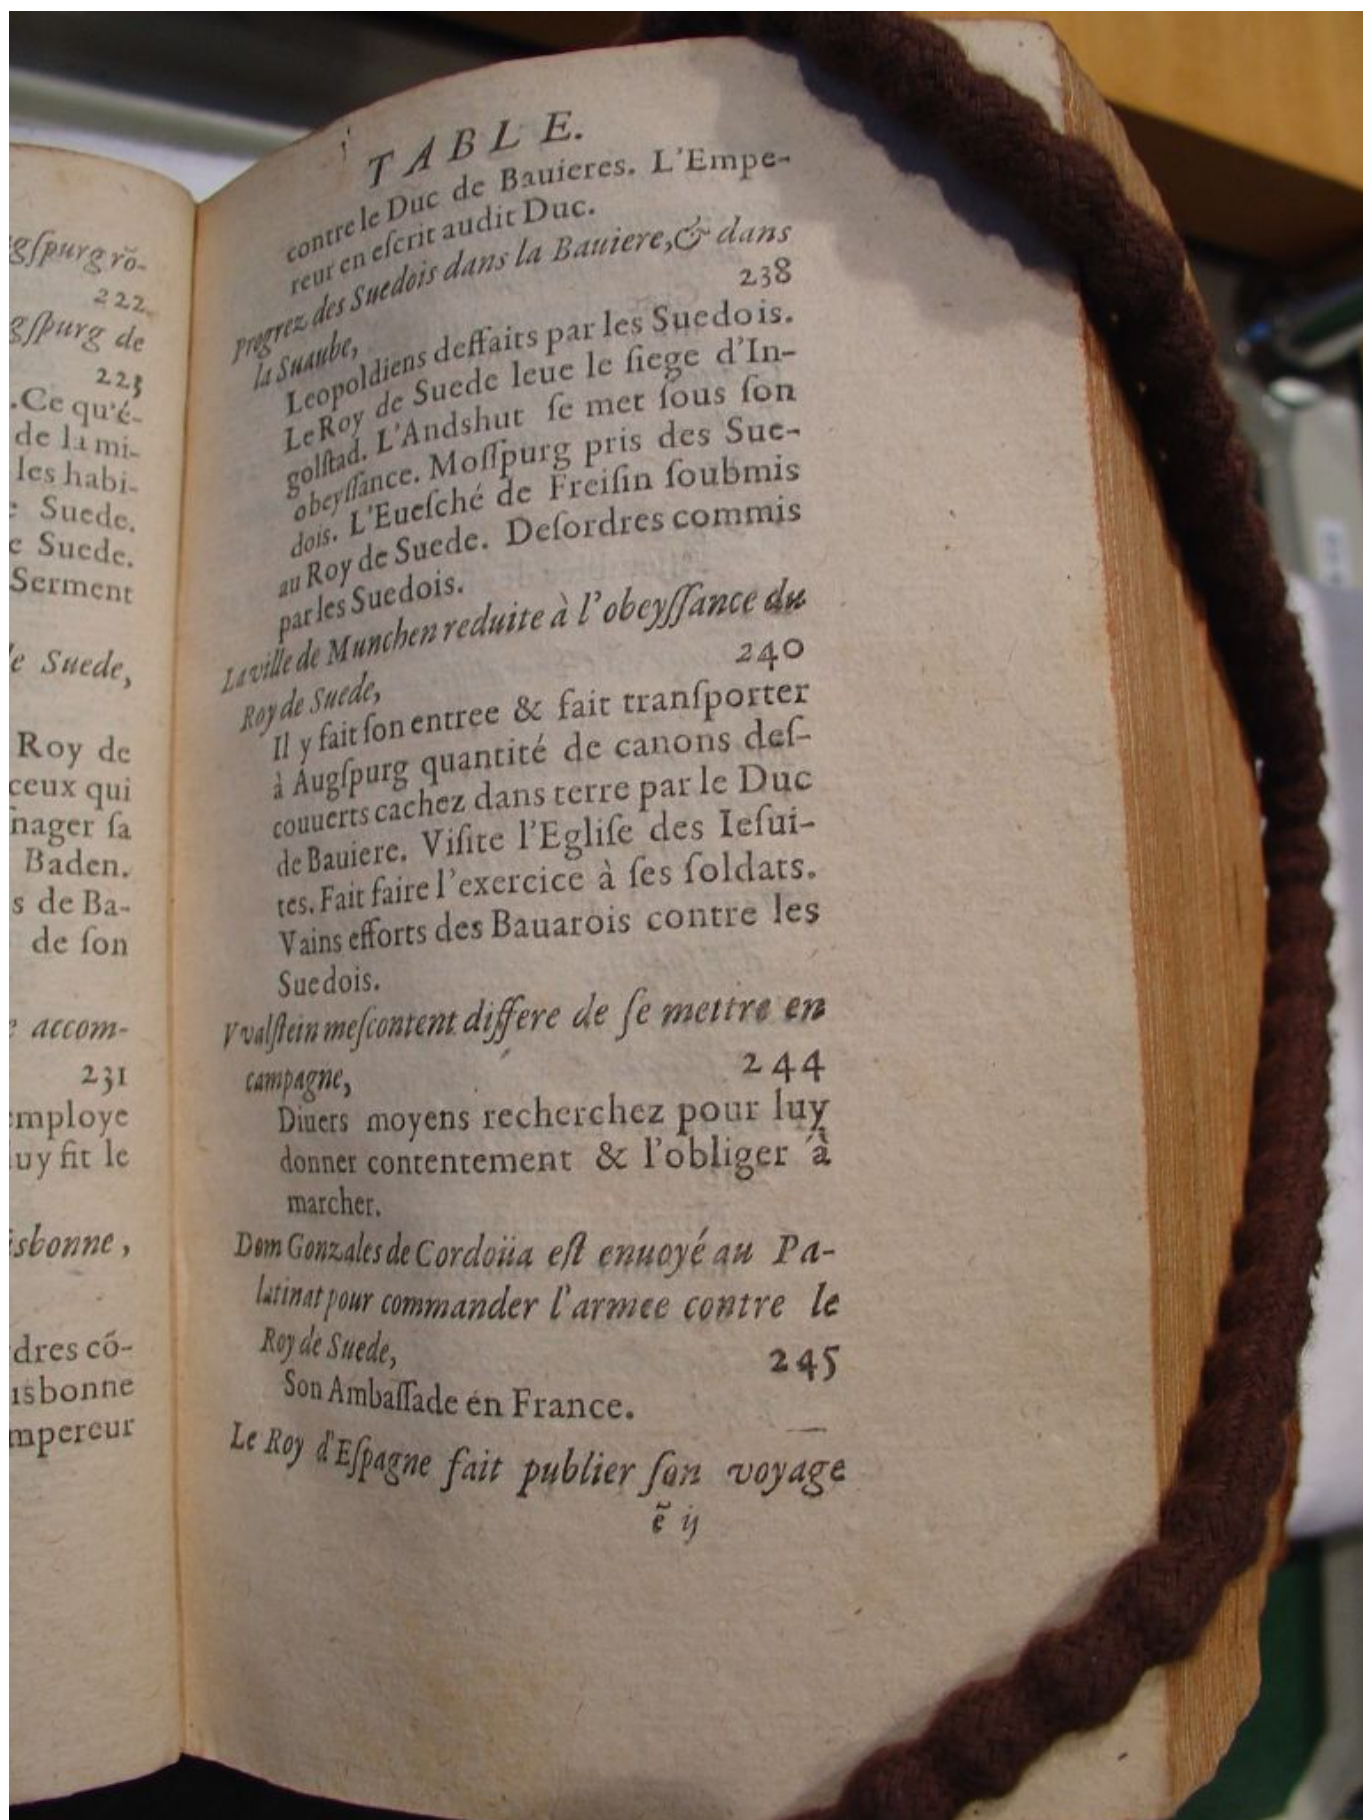 gſpurg rõ-
222.
gſpurg de
223
.Ce qu'é-
de la mi-
les habi-
Suede.
Suede.
Serment
Suede,
Roy de
ceux qui
nager ſa
Baden.
s de Ba-
de ſon
accom-
231
employe
uy fit le
isbonne,
dres cõ-
isbonne
mpereur
TABLE.
contre le Duc de Bauieres. L'Empe-
reur en eſcrit audit Duc.
Progrez des Suedois dans la Bauiere, & dans
la Suaube, 238
Leopoldiens deffaits par les Suedois.
Le Roy de Suede leue le ſiege d'In-
golſtad. L'Andshut ſe met ſous ſon
obeyſſance. Moſſpurg pris des Sue-
dois. L'Eueſché de Freiſin ſoubmis
au Roy de Suede. Deſordres commis
par les Suedois.
La ville de Munchen reduite à l'obeyſſance du
Roy de Suede, 240
Il y fait ſon entree & fait tranſporter
à Augſpurg quantité de canons deſ-
couuerts cachez dans terre par le Duc
de Bauiere. Viſite l'Egliſe des Ieſui-
tes. Fait faire l'exercice à ſes ſoldats.
Vains efforts des Bauarois contre les
Suedois.
Vvalſtein meſcontent differe de ſe mettre en
campagne, 244
Diuers moyens recherchez pour luy
donner contentement & l'obliger à
marcher.
Dom Gonzales de Cordoüa eſt enuoyé au Pa-
latinat pour commander l'armee contre le
Roy de Suede, 245
Son Ambaſſade en France.
Le Roy d'Eſpagne fait publier ſon voyage
ẽ ij